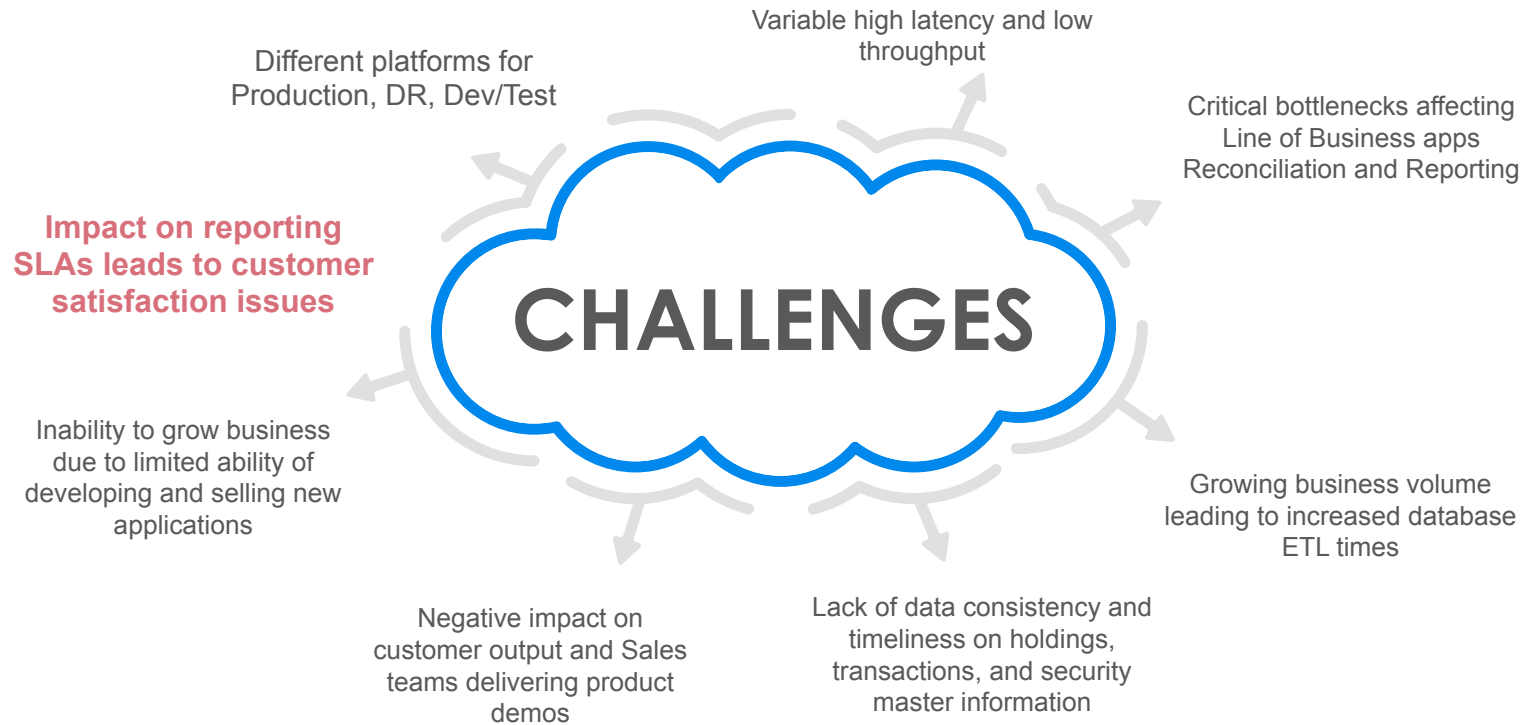 Variable high latency and low
throughput
Different platforms for
Production, DR, Dev/Test
Critical bottlenecks affecting
Line of Business apps
Reconciliation and Reporting
Impact on reporting
SLAs leads to customer
satisfaction issues
CHALLENGES
Inability to grow business
due to limited ability of
developing and selling new
applications
Growing business volume
leading to increased database
ETL times
Negative impact on
customer output and Sales
teams delivering product
demos
Lack of data consistency and
timeliness on holdings,
transactions, and security
master information